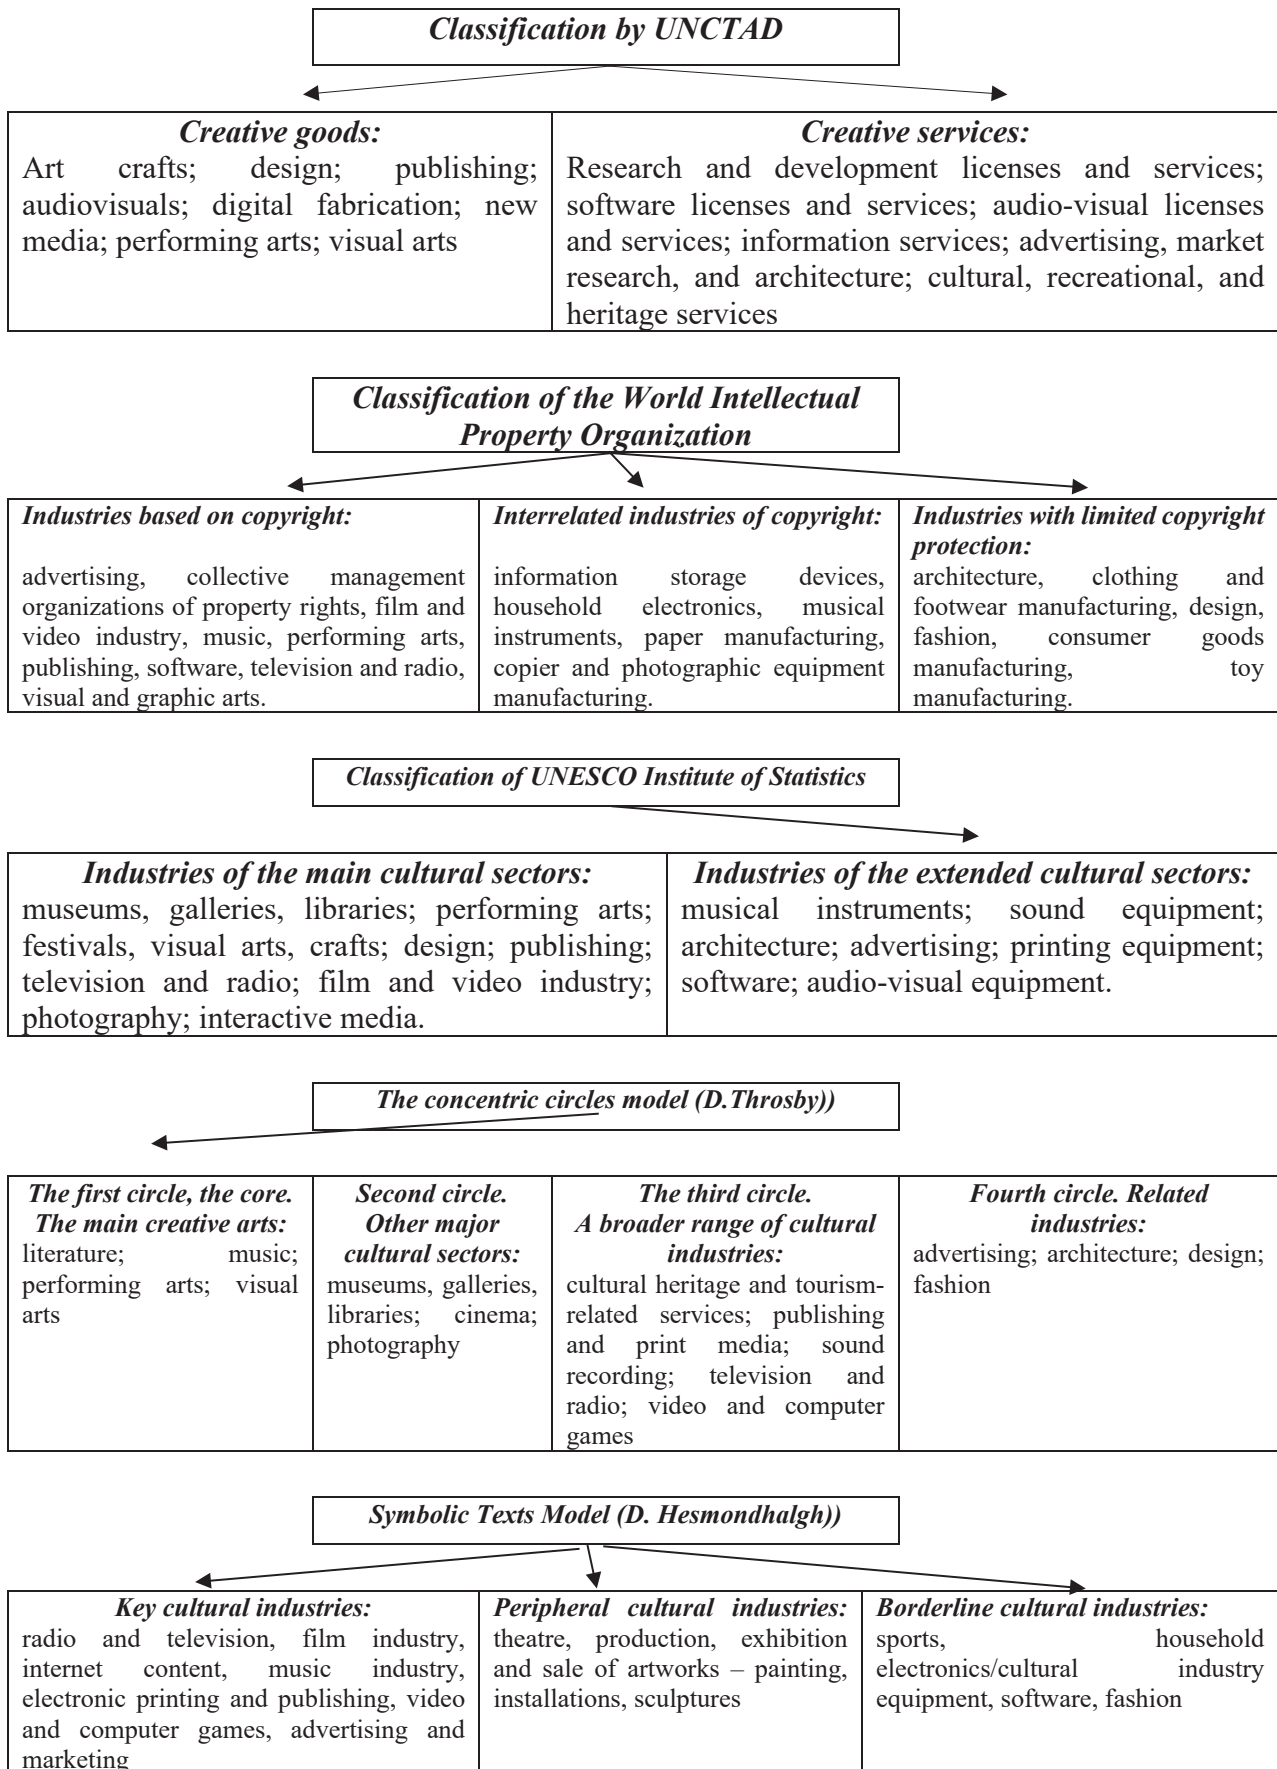 Classification by UNCTAD
Creative goods:
Art crafts; design; publishing;
audiovisuals; digital fabrication; new
media; performing arts; visual arts
Creative services:
Research and development licenses and services;
software licenses and services; audio-visual licenses
and services; information services; advertising, market
research, and architecture; cultural, recreational, and
heritage services
Classification of the World Intellectual
Property Organization
Industries based on copyright:
advertising, collective management
organizations of property rights, film and
video industry, music, performing arts,
publishing, software, television and radio,
visual and graphic arts.
Interrelated industries of copyright:
information storage devices,
household electronics, musical
instruments, paper manufacturing,
copier and photographic equipment
manufacturing.
Industries with limited copyright
protection:
architecture, clothing and
footwear manufacturing, design,
fashion, consumer goods
manufacturing, toy
manufacturing.
Classification of UNESCO Institute of Statistics
Industries of the main cultural sectors:
museums, galleries, libraries; performing arts;
festivals, visual arts, crafts; design; publishing;
television and radio; film and video industry;
photography; interactive media.
Industries of the extended cultural sectors:
musical instruments; sound equipment;
architecture; advertising; printing equipment;
software; audio-visual equipment.
The concentric circles model (D.Throsby))
The first circle, the core.
The main creative arts:
literature; music;
performing arts; visual
arts
Second circle.
Other major
cultural sectors:
museums, galleries,
libraries; cinema;
photography
The third circle.
A broader range of cultural
industries:
cultural heritage and tourism-
related services; publishing
and print media; sound
recording; television and
radio; video and computer
games
Fourth circle. Related
industries:
advertising; architecture; design;
fashion
Symbolic Texts Model (D. Hesmondhalgh))
Key cultural industries:
radio and television, film industry,
internet content, music industry,
electronic printing and publishing, video
and computer games, advertising and
marketing
Peripheral cultural industries:
theatre, production, exhibition
and sale of artworks – painting,
installations, sculptures
Borderline cultural industries:
sports, household
electronics/cultural industry
equipment, software, fashion